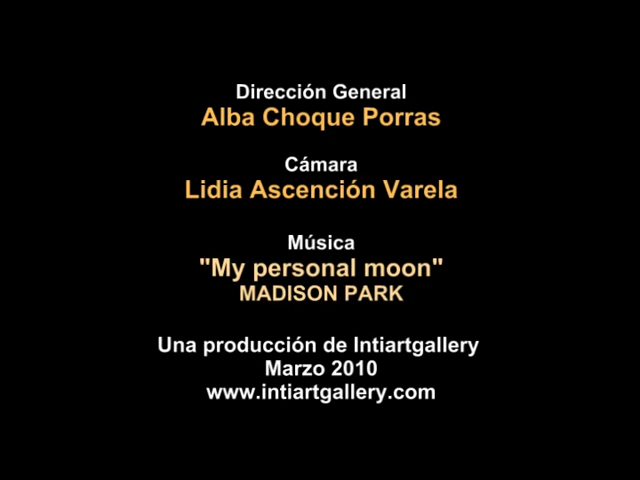 Dirección General
Alba Choque Porras
Cámara
Lidia Ascención Varela
Música
"My personal moon"
MADISON PARK
Una producción de Intiartgallery
Marzo 2010
www.intiartgallery.com